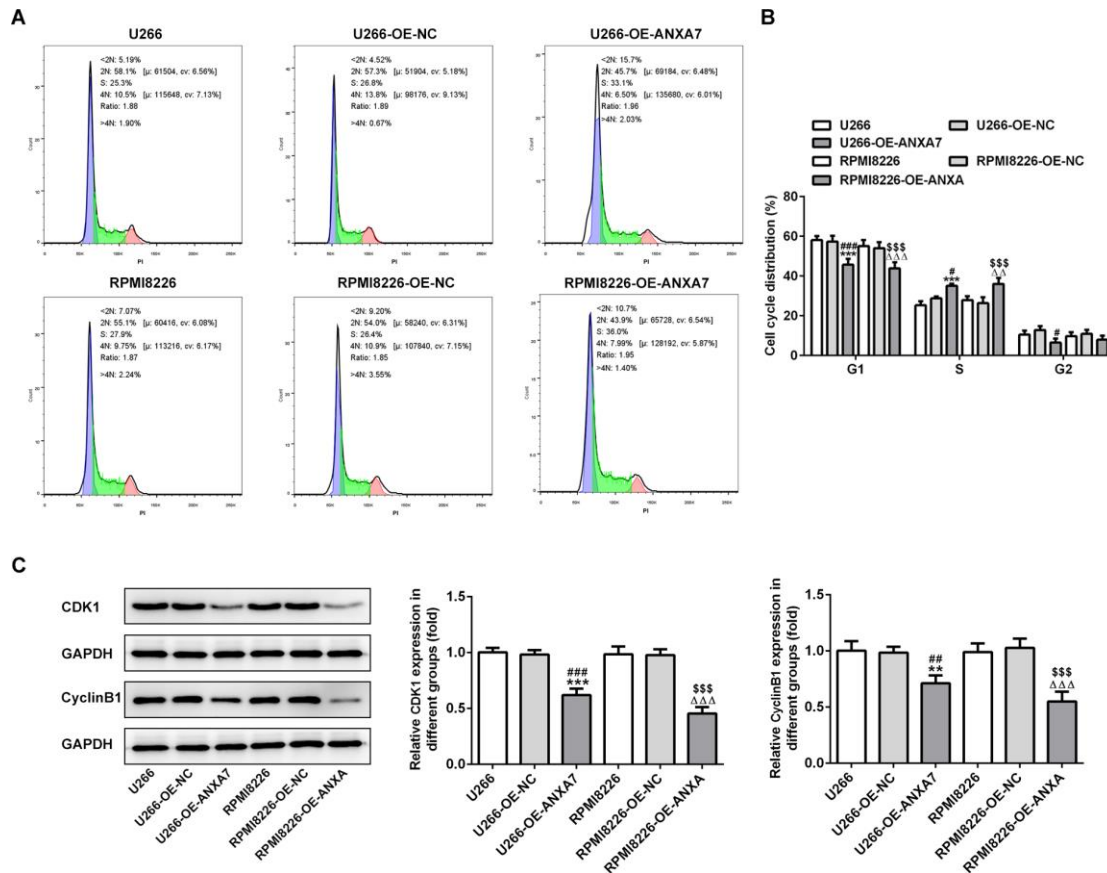 A
U266
<2N: 5.19%
2N: 58.1% [μ: 61504, cv: 6.56%]
S: 25.3%
4N: 10.5% [μ: 115648, cv: 7.13%]
Ratio: 1.88
>4N: 1.90%
Count
PI
U266-OE-NC
<2N: 4.52%
2N: 57.3% [μ: 51904, cv: 5.18%]
S: 26.8%
4N: 13.8% [μ: 98176, cv: 9.13%]
Ratio: 1.89
>4N: 0.67%
Count
PI
U266-OE-ANXA7
<2N: 15.7%
2N: 45.7% [μ: 69184, cv: 6.48%]
S: 33.1%
4N: 6.50% [μ: 135680, cv: 6.01%]
Ratio: 1.96
>4N: 2.03%
Count
PI
RPMI8226
<2N: 7.07%
2N: 55.1% [μ: 60416, cv: 6.08%]
S: 27.9%
4N: 9.75% [μ: 113216, cv: 6.17%]
Ratio: 1.87
>4N: 2.24%
Count
PI
RPMI8226-OE-NC
<2N: 9.20%
2N: 54.0% [μ: 58240, cv: 6.31%]
S: 26.4%
4N: 10.9% [μ: 107840, cv: 7.15%]
Ratio: 1.85
>4N: 3.55%
Count
PI
RPMI8226-OE-ANXA7
<2N: 10.7%
2N: 43.9% [μ: 65728, cv: 6.54%]
S: 36.0%
4N: 7.99% [μ: 128192, cv: 5.87%]
Ratio: 1.95
>4N: 1.40%
Count
PI
B
U266 U266-OE-NC
U266-OE-ANXA7
RPMI8226 RPMI8226-OE-NC
RPMI8226-OE-ANXA
Cell cycle distribution (%)
80
60
40
20
0
###
***
$$$
ΔΔΔ
#
***
$$$
ΔΔ
#
G1 S G2
C
CDK1
GAPDH
CyclinB1
GAPDH
U266
U266-OE-NC
U266-OE-ANXA7
RPMI8226
RPMI8226-OE-NC
RPMI8226-OE-ANXA
Relative CDK1 expression in
different groups (fold)
1.5
1.0
0.5
0.0
###
***
$$$
ΔΔΔ
U266
U266-OE-NC
U266-OE-ANXA7
RPMI8226
RPMI8226-OE-NC
RPMI8226-OE-ANXA
Relative CyclinB1 expression in
different groups (fold)
1.5
1.0
0.5
0.0
##
**
$$$
ΔΔΔ
U266
U266-OE-NC
U266-OE-ANXA7
RPMI8226
RPMI8226-OE-NC
RPMI8226-OE-ANXA